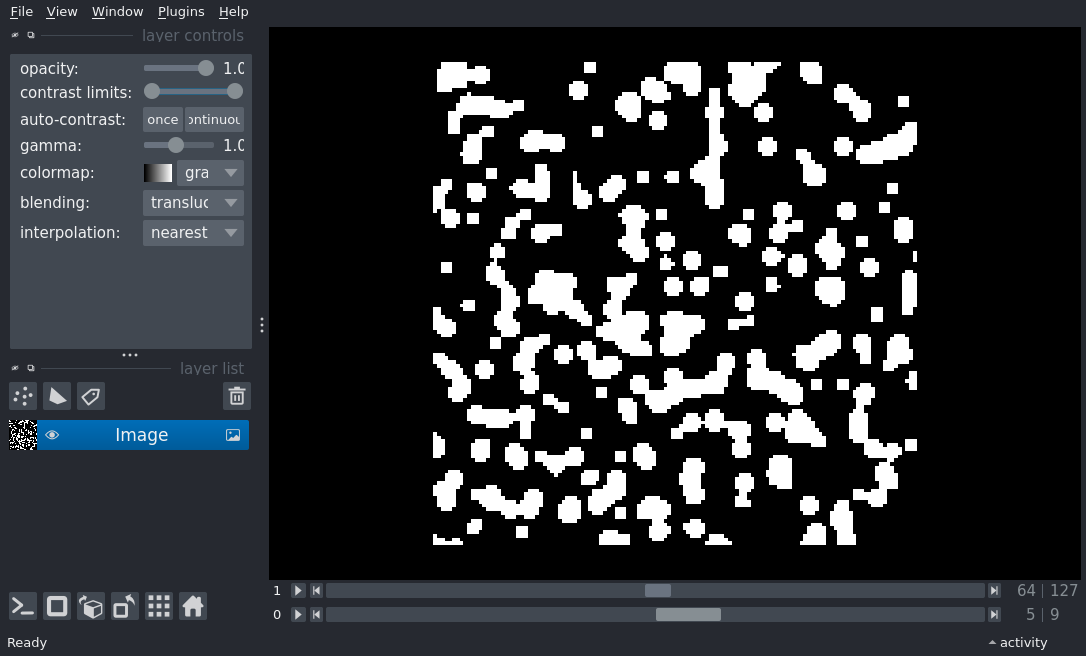 File View Window Plugins Help
layer controls
opacity: 1.0
contrast limits:
auto-contrast: once ontinuou
gamma: 1.0
colormap: gra
blending: transluc
interpolation: nearest
layer list
Image
1 64 | 127
0 5 | 9
Ready activity